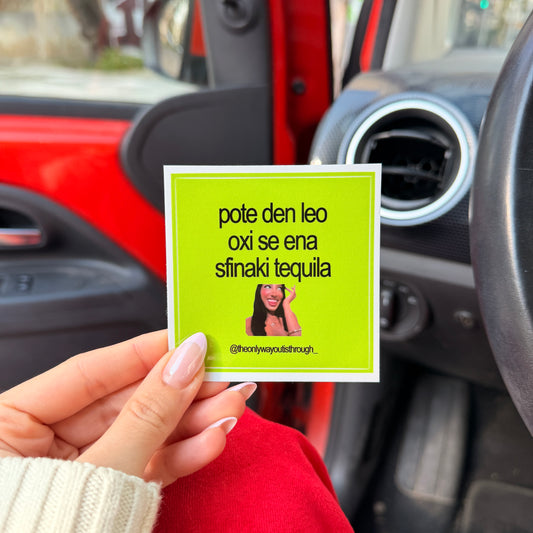 pote den leo
oxi se ena
sfinaki tequila
@theonlywayoutisthrough_